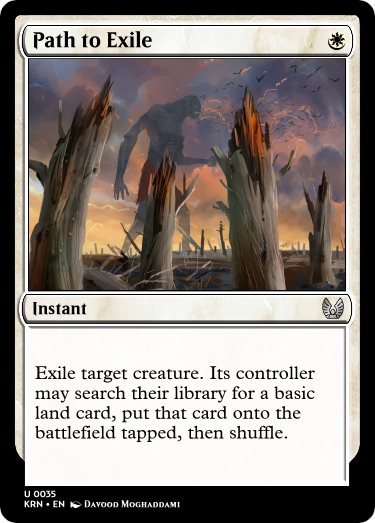 Path to Exile
Instant
Exile target creature. Its controller
may search their library for a basic
land card, put that card onto the
battlefield tapped, then shuffle.
U 0035
KRN • EN Davood Moghaddami